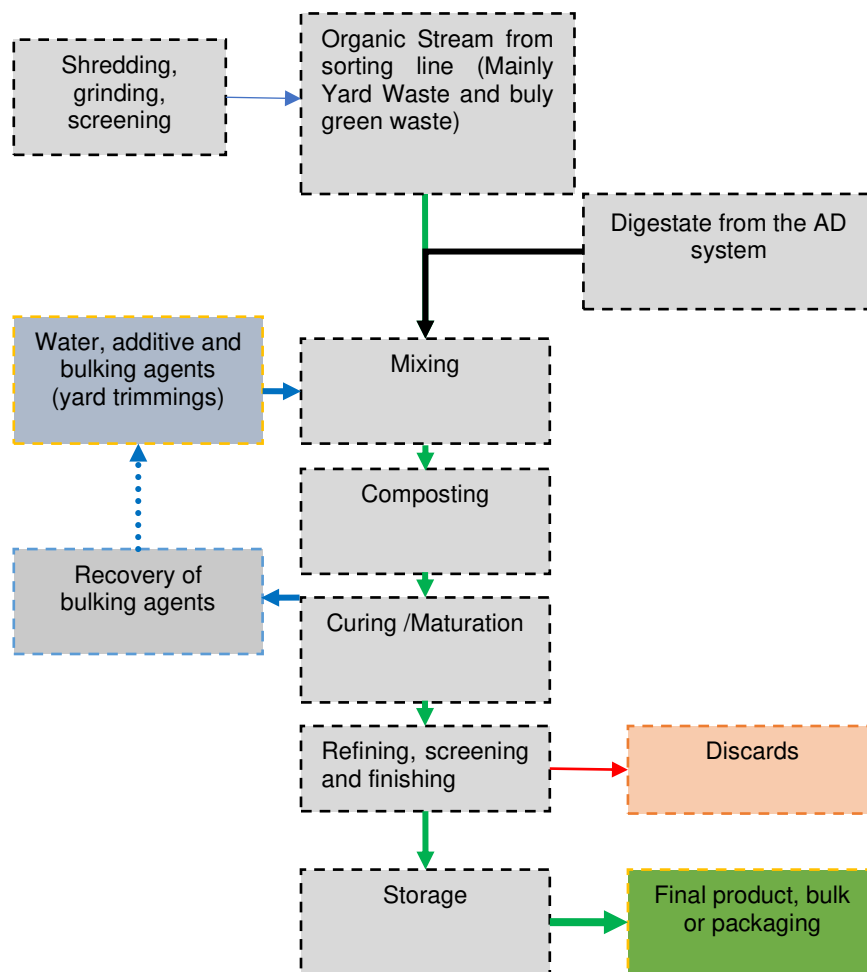 Shredding,
grinding,
screening
Organic Stream from
sorting line (Mainly
Yard Waste and buly
green waste)
Digestate from the AD
system
Water, additive and
bulking agents
(yard trimmings)
Mixing
Composting
Recovery of
bulking agents
Curing /Maturation
Refining, screening
and finishing
Discards
Storage
Final product, bulk
or packaging